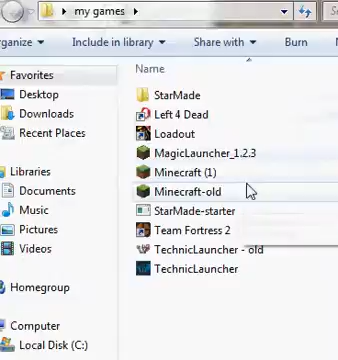 my games
rganize
Include in library
Share with
Burn
Favorites
Desktop
Downloads
Recent Places
Libraries
Documents
Music
Pictures
Videos
Homegroup
Computer
Local Disk (C:)
Name
StarMade
Left 4 Dead
Loadout
MagicLauncher_1.2.3
Minecraft (1)
Minecraft-old
StarMade-starter
Team Fortress 2
TechnicLauncher - old
TechnicLauncher